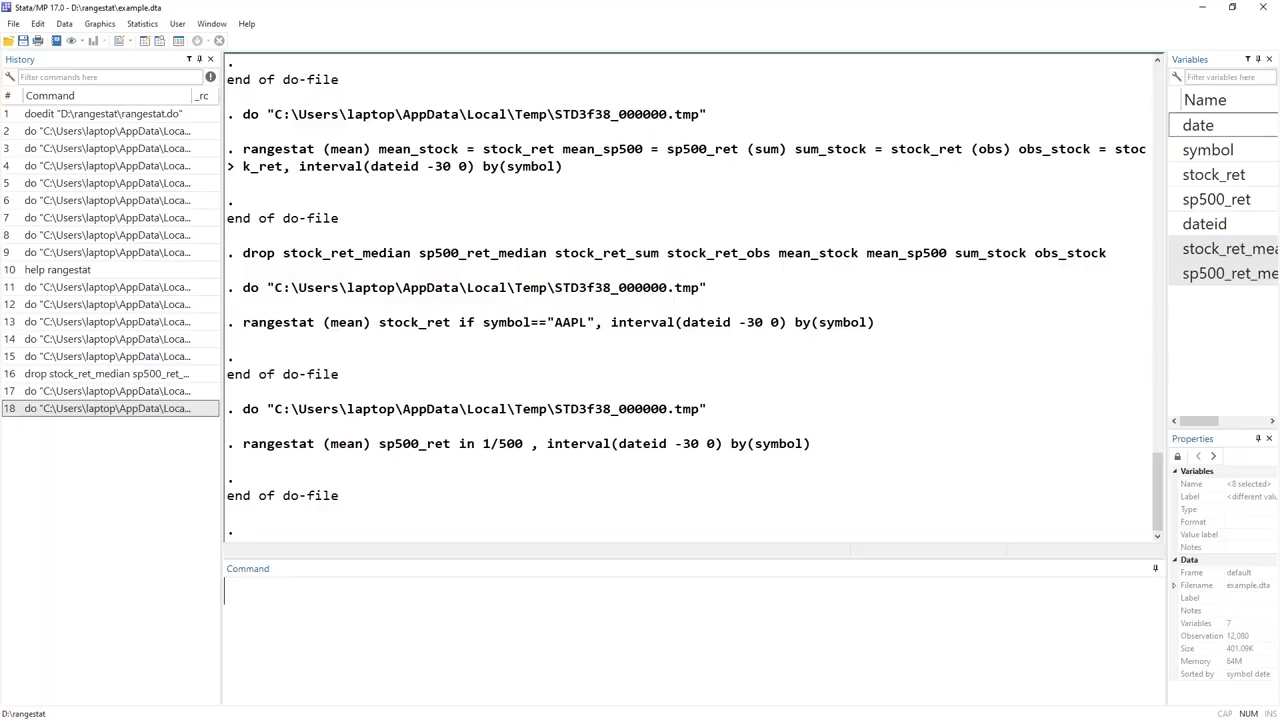 Stata/MP 17.0 - D:\rangestat\example.dta
File Edit Data Graphics Statistics User Window Help
History
Filter commands here
# Command _rc
1 doedit "D:\rangestat\rangestat.do"
2 do "C:\Users\laptop\AppData\Loca...
3 do "C:\Users\laptop\AppData\Loca...
4 do "C:\Users\laptop\AppData\Loca...
5 do "C:\Users\laptop\AppData\Loca...
6 do "C:\Users\laptop\AppData\Loca...
7 do "C:\Users\laptop\AppData\Loca...
8 do "C:\Users\laptop\AppData\Loca...
9 do "C:\Users\laptop\AppData\Loca...
10 help rangestat
11 do "C:\Users\laptop\AppData\Loca...
12 do "C:\Users\laptop\AppData\Loca...
13 do "C:\Users\laptop\AppData\Loca...
14 do "C:\Users\laptop\AppData\Loca...
15 do "C:\Users\laptop\AppData\Loca...
16 drop stock_ret_median sp500_ret_...
17 do "C:\Users\laptop\AppData\Loca...
18 do "C:\Users\laptop\AppData\Loca...
.
end of do-file
. do "C:\Users\laptop\AppData\Local\Temp\STD3f38_000000.tmp"
. rangestat (mean) mean_stock = stock_ret mean_sp500 = sp500_ret (sum) sum_stock = stock_ret (obs) obs_stock = stoc
> k_ret, interval(dateid -30 0) by(symbol)
.
end of do-file
. drop stock_ret_median sp500_ret_median stock_ret_sum stock_ret_obs mean_stock mean_sp500 sum_stock obs_stock
. do "C:\Users\laptop\AppData\Local\Temp\STD3f38_000000.tmp"
. rangestat (mean) stock_ret if symbol=="AAPL", interval(dateid -30 0) by(symbol)
.
end of do-file
. do "C:\Users\laptop\AppData\Local\Temp\STD3f38_000000.tmp"
. rangestat (mean) sp500_ret in 1/500 , interval(dateid -30 0) by(symbol)
.
end of do-file
.
Command
Variables
Filter variables here
Name
date
symbol
stock_ret
sp500_ret
dateid
stock_ret_mea
sp500_ret_me
Properties
Variables
Name <8 selected>
Label <different valu
Type
Format
Value label
Notes
Data
Frame default
Filename example.dta
Label
Notes
Variables 7
Observation 12,080
Size 401.09K
Memory 64M
Sorted by symbol date
D:\rangestat
CAP NUM INS